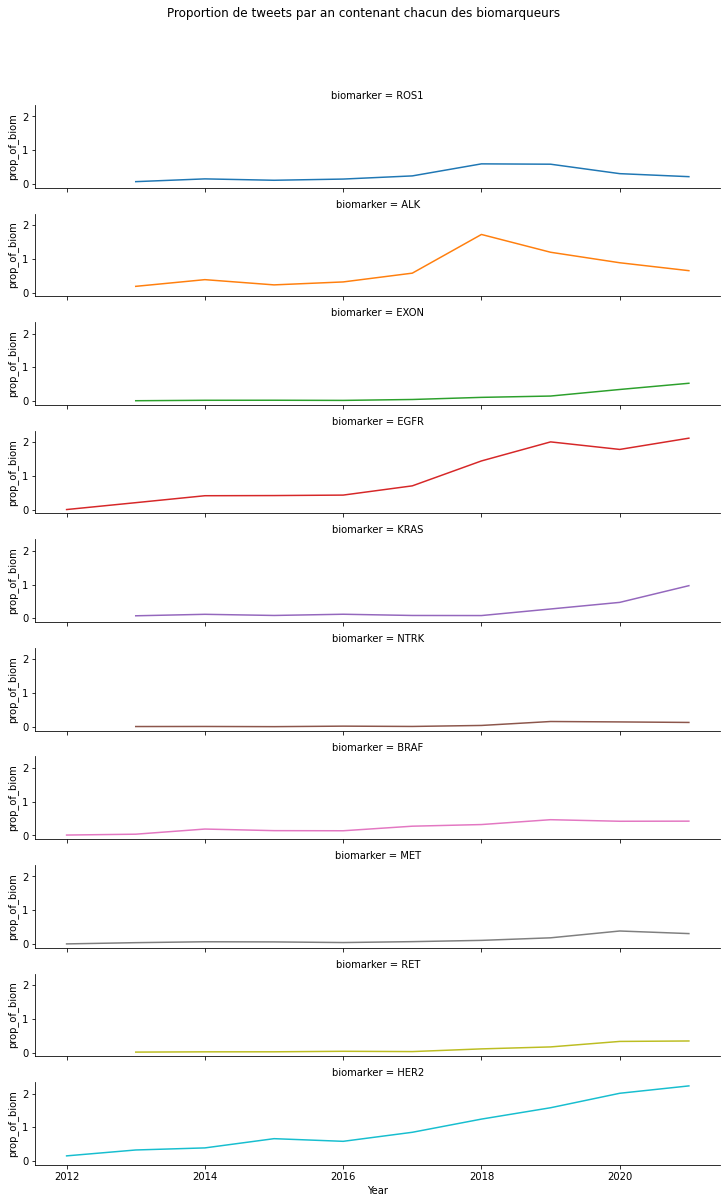 Proportion de tweets par an contenant chacun des biomarqueurs
biomarker = ROS1
prop_of_biom
2
1
0
biomarker = ALK
prop_of_biom
2
1
0
biomarker = EXON
prop_of_biom
2
1
0
biomarker = EGFR
prop_of_biom
2
1
0
biomarker = KRAS
prop_of_biom
2
1
0
biomarker = NTRK
prop_of_biom
2
1
0
biomarker = BRAF
prop_of_biom
2
1
0
biomarker = MET
prop_of_biom
2
1
0
biomarker = RET
prop_of_biom
2
1
0
biomarker = HER2
prop_of_biom
2
1
0
2012 2014 2016 2018 2020
Year